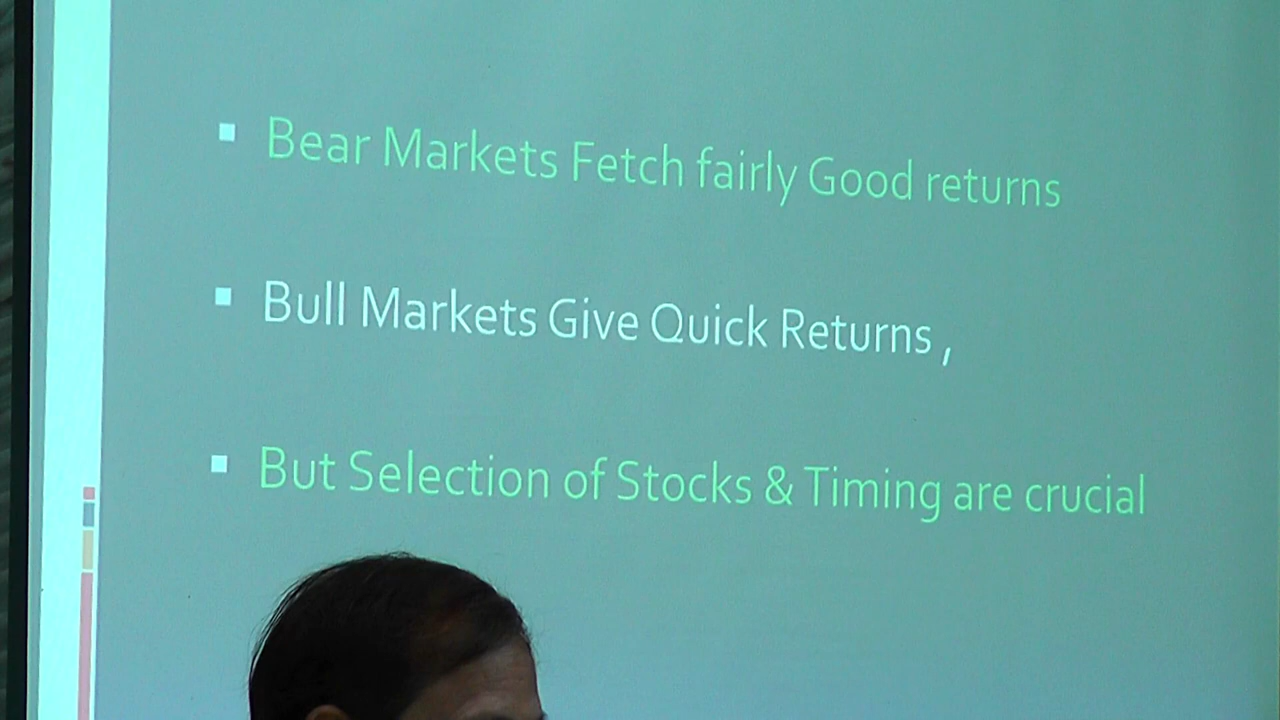 Bear Markets Fetch fairly Good returns
Bull Markets Give Quick Returns ,
But Selection of Stocks & Timing are crucial